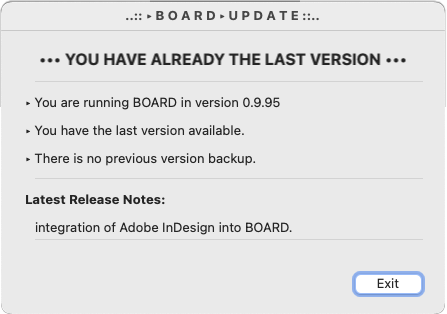 ..:: ▸ B O A R D ▸ U P D A T E ::..
••• YOU HAVE ALREADY THE LAST VERSION •••
▸ You are running BOARD in version 0.9.95
▸ You have the last version available.
▸ There is no previous version backup.
Latest Release Notes:
integration of Adobe InDesign into BOARD.
Exit